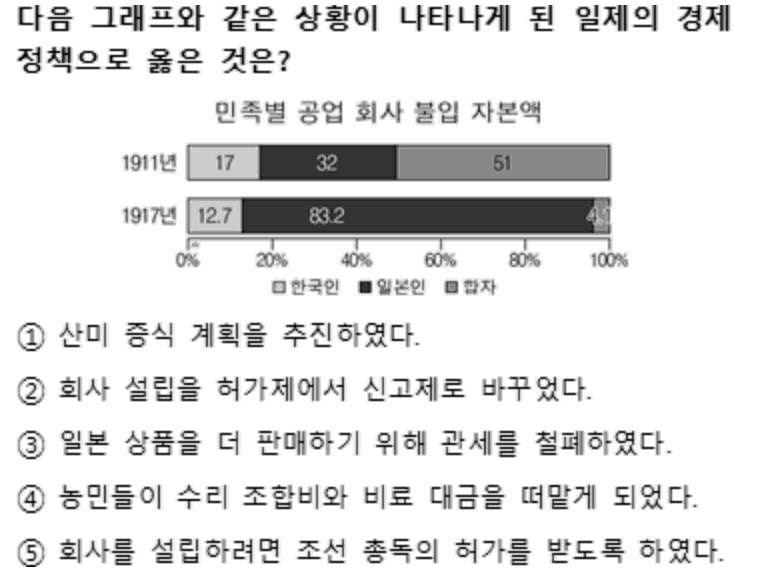 다음 그래프와 같은 상황이 나타나게 된 일제의 경제
정책으로 옳은 것은?
민족별 공업 회사 불입 자본액
1911년 17 32 51
1917년 12.7 83.2 4.1
0% 20% 40% 60% 80% 100%
한국인 일본인 합자
① 산미 증식 계획을 추진하였다.
② 회사 설립을 허가제에서 신고제로 바꾸었다.
③ 일본 상품을 더 판매하기 위해 관세를 철폐하였다.
④ 농민들이 수리 조합비와 비료 대금을 떠맡게 되었다.
⑤ 회사를 설립하려면 조선 총독의 허가를 받도록 하였다.